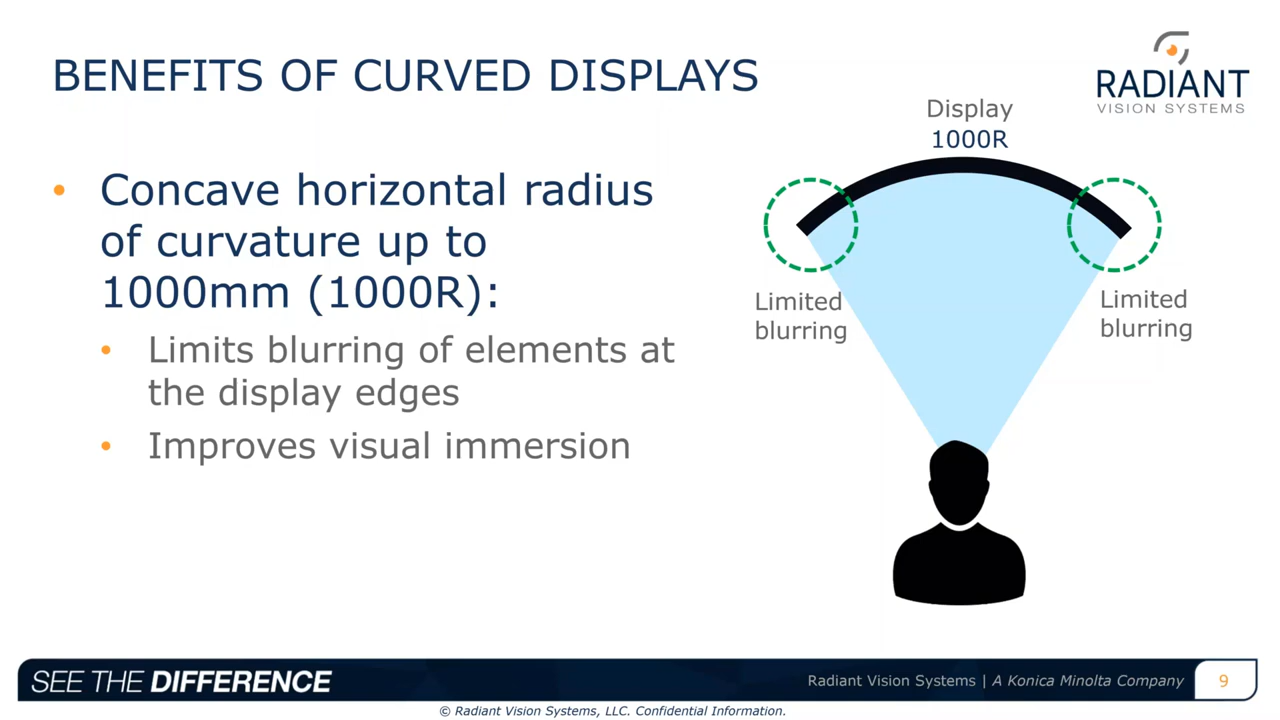 BENEFITS OF CURVED DISPLAYS
RADIANT
VISION SYSTEMS
• Concave horizontal radius
of curvature up to
1000mm (1000R):
• Limits blurring of elements at
the display edges
• Improves visual immersion
Display
1000R
Limited
blurring
Limited
blurring
SEE THE DIFFERENCE
Radiant Vision Systems | A Konica Minolta Company
9
© Radiant Vision Systems, LLC. Confidential Information.